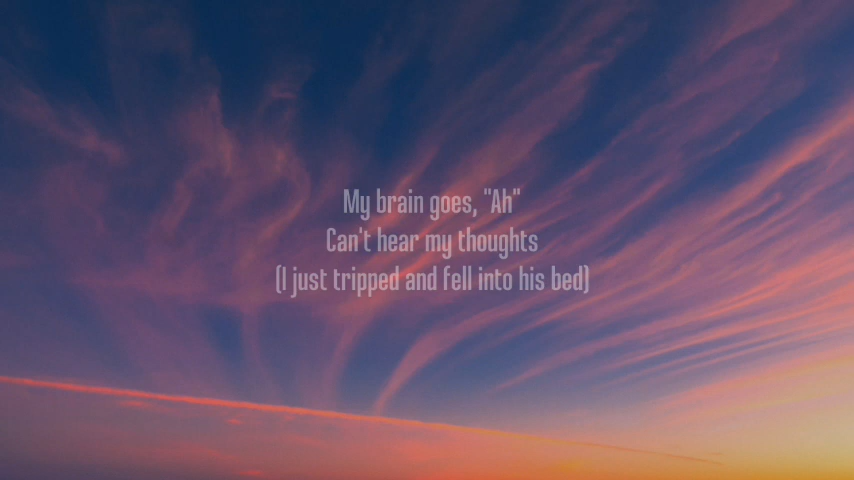 My brain goes, "Ah"
Can't hear my thoughts
(I just tripped and fell into his bed)